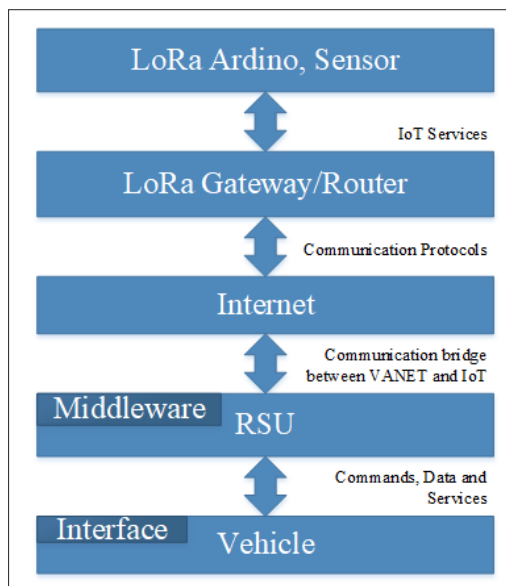 LoRa Ardino, Sensor
IoT Services
LoRa Gateway/Router
Communication Protocols
Internet
Communication bridge
between VANET and IoT
Middleware
RSU
Commands, Data and
Services
Interface
Vehicle